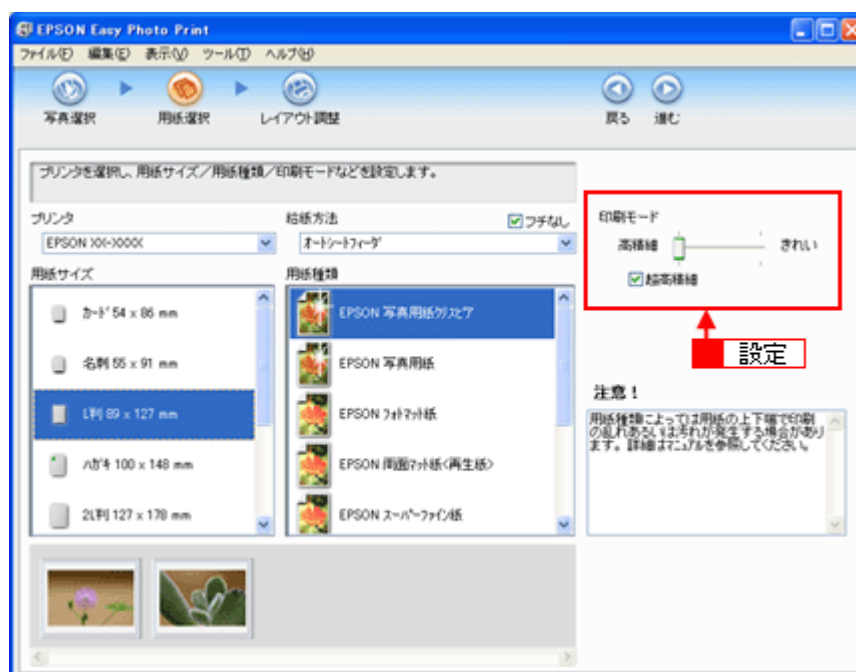 EPSON Easy Photo Print
ファイル(F) 編集(E) 表示(V) ツール(T) ヘルプ(H)
写真選択 用紙選択 レイアウト調整 戻る 進む
プリンタを選択し、用紙サイズ/用紙種類/印刷モードなどを設定します。
プリンタ 給紙方法 フチなし
EPSON XX-XXXX オートシートフィーダ
用紙サイズ 用紙種類
カード 54 x 86 mm
名刺 55 x 91 mm
L判 89 x 127 mm
ハガキ 100 x 148 mm
2L判 127 x 178 mm
EPSON 写真用紙クリスピア
EPSON 写真用紙
EPSON フォトマット紙
EPSON 両面マット紙<再生紙>
EPSON スーパーファイン紙
印刷モード
高精細 きれい
超高精細
設定
注意!
用紙種類によっては用紙の上下端で印刷
の乱れあるいは汚れが発生する場合があり
ます。詳細はマニュアルを参照してください。